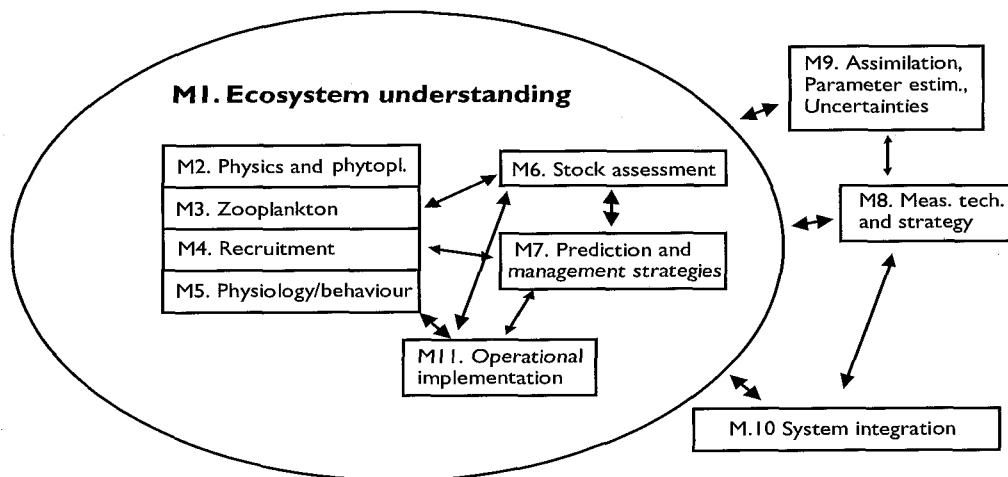 M1. Ecosystem understanding
M2. Physics and phytopl.
M3. Zooplankton
M4. Recruitment
M5. Physiology/behaviour
M6. Stock assessment
M7. Prediction and
management strategies
M11. Operational
implementation
M9. Assimilation,
Parameter estim.,
Uncertainties
M8. Meas. tech.
and strategy
M.10 System integration